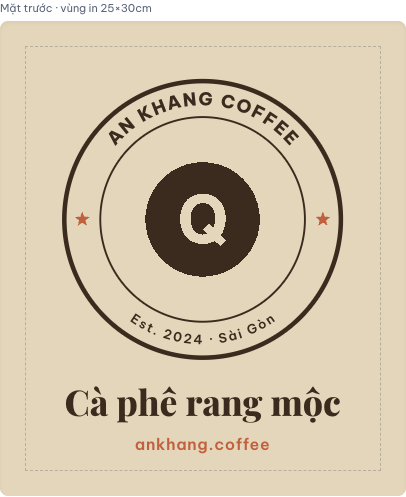 Mặt trước · vùng in 25×30cm
AN KHANG COFFEE
Q
Est. 2024 · Sài Gòn
Cà phê rang mộc
ankhang.coffee